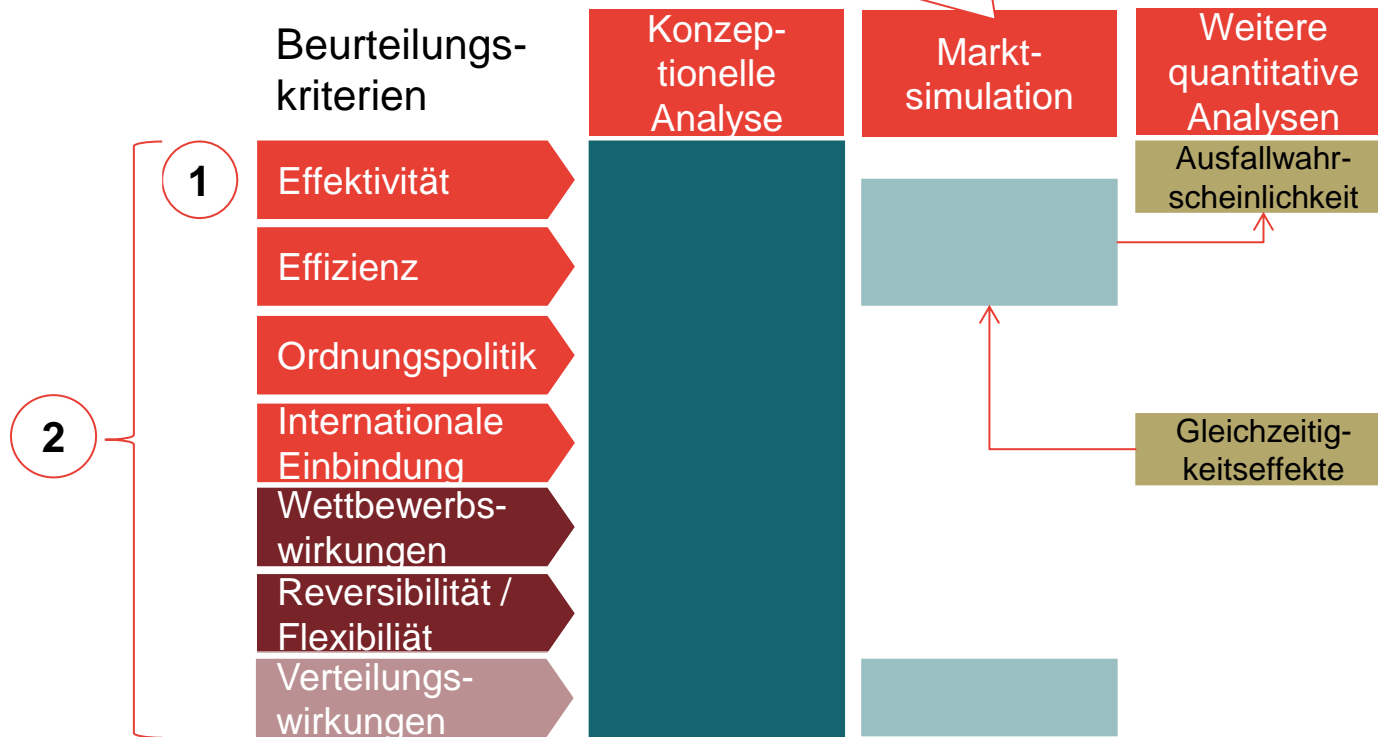 Beurteilungs-
kriterien
Konzep-
tionelle
Analyse
Markt-
simulation
Weitere
quantitative
Analysen
1
Effektivität
Ausfallwahr-
scheinlichkeit
Effizienz
Ordnungspolitik
2
Internationale
Einbindung
Gleichzeitig-
keitseffekte
Wettbewerbs-
wirkungen
Reversibilität /
Flexibiliät
Verteilungs-
wirkungen